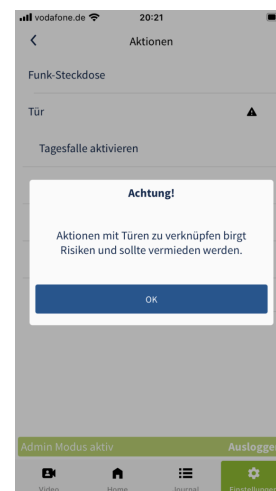 vodafone.de 20:21
Aktionen
Funk-Steckdose
Tür
Tagesfalle aktivieren
Achtung!
Aktionen mit Türen zu verknüpfen birgt
Risiken und sollte vermieden werden.
OK
Admin Modus aktiv Auslogge
Video Home Journal Einstellungen